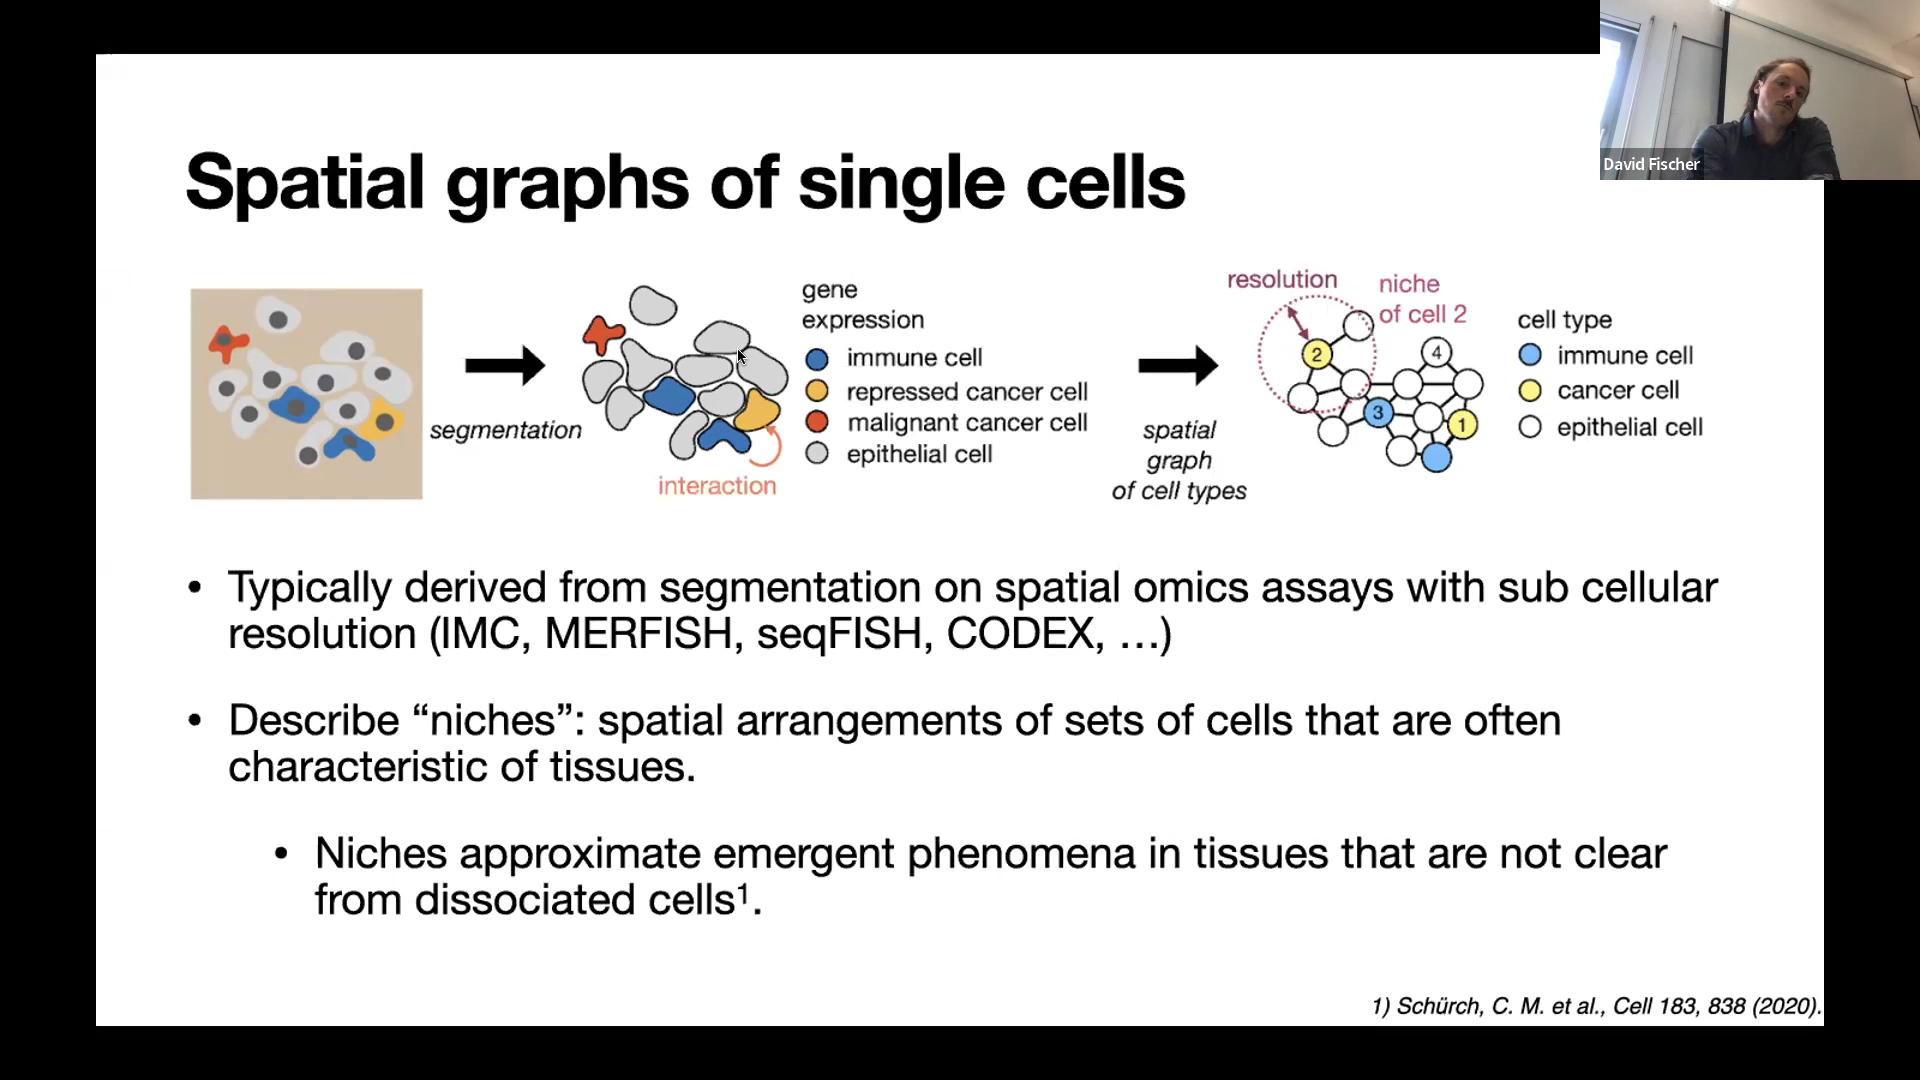 David Fischer
Spatial graphs of single cells
segmentation
gene
expression
immune cell
repressed cancer cell
malignant cancer cell
epithelial cell
interaction
spatial
graph
of cell types
resolution
niche
of cell 2
2
4
3
1
cell type
immune cell
cancer cell
epithelial cell
• Typically derived from segmentation on spatial omics assays with sub cellular
resolution (IMC, MERFISH, seqFISH, CODEX, …)
• Describe “niches”: spatial arrangements of sets of cells that are often
characteristic of tissues.
• Niches approximate emergent phenomena in tissues that are not clear
from dissociated cells¹.
1) Schürch, C. M. et al., Cell 183, 838 (2020).